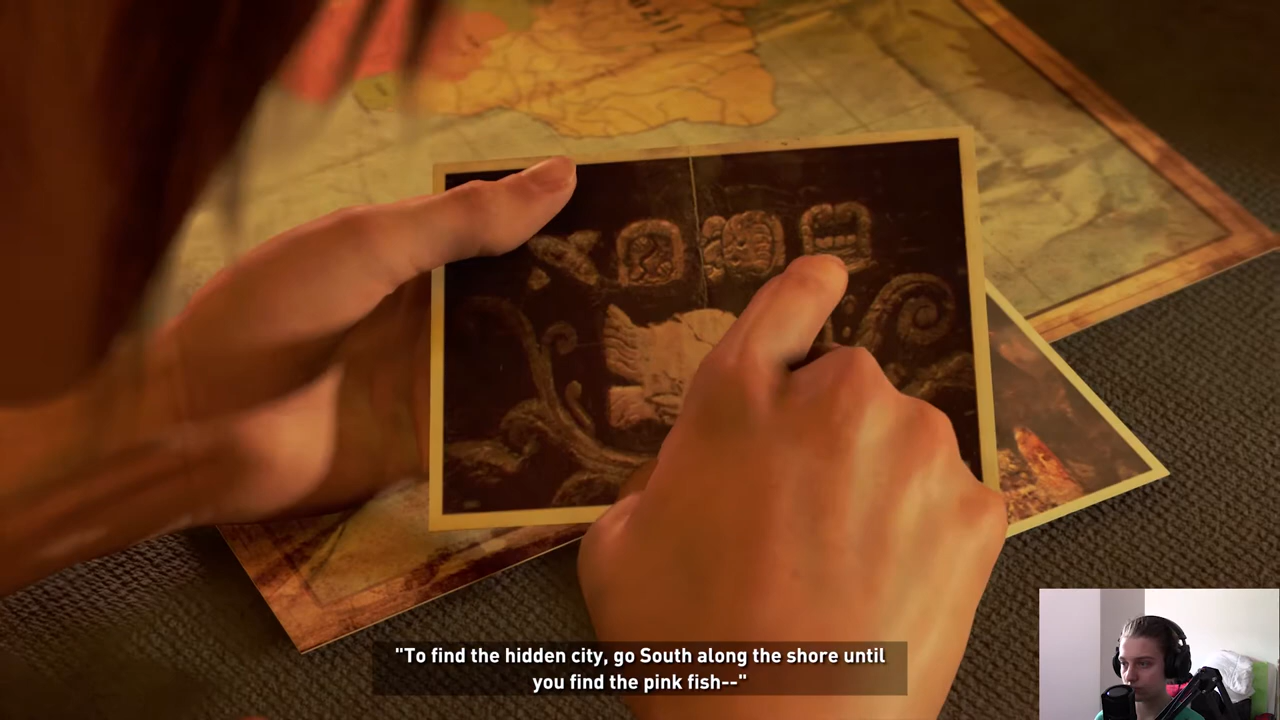 "To find the hidden city, go South along the shore until
you find the pink fish--"